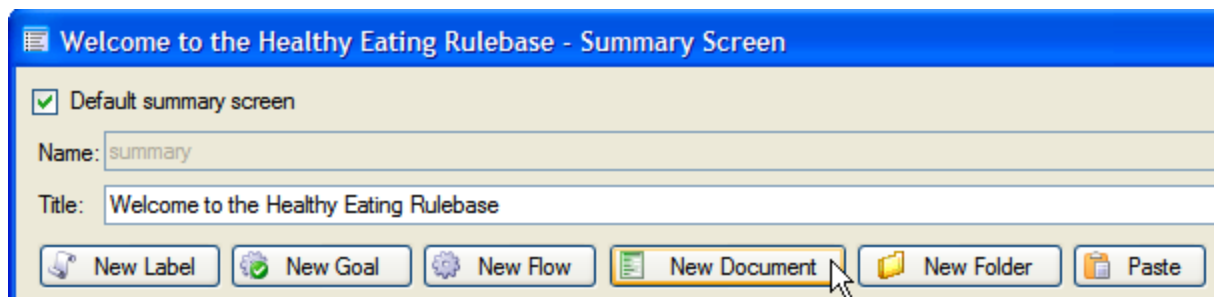 Welcome to the Healthy Eating Rulebase - Summary Screen
Default summary screen
Name: summary
Title: Welcome to the Healthy Eating Rulebase
New Label New Goal New Flow New Document New Folder Paste